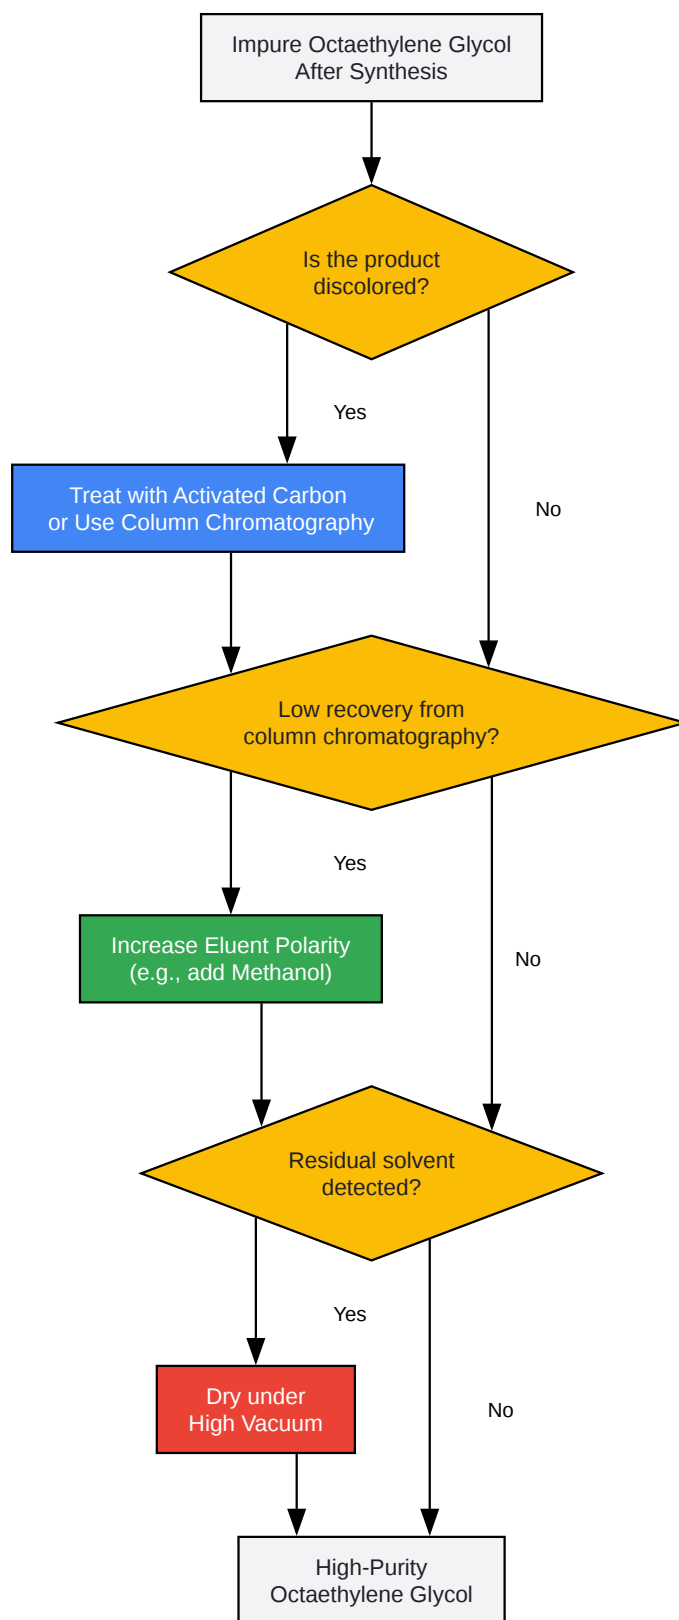 Impure Octaethylene Glycol
After Synthesis
Is the product
discolored?
Yes
Treat with Activated Carbon
or Use Column Chromatography
No
Low recovery from
column chromatography?
Yes
Increase Eluent Polarity
(e.g., add Methanol)
No
Residual solvent
detected?
Yes
Dry under
High Vacuum
No
High-Purity
Octaethylene Glycol